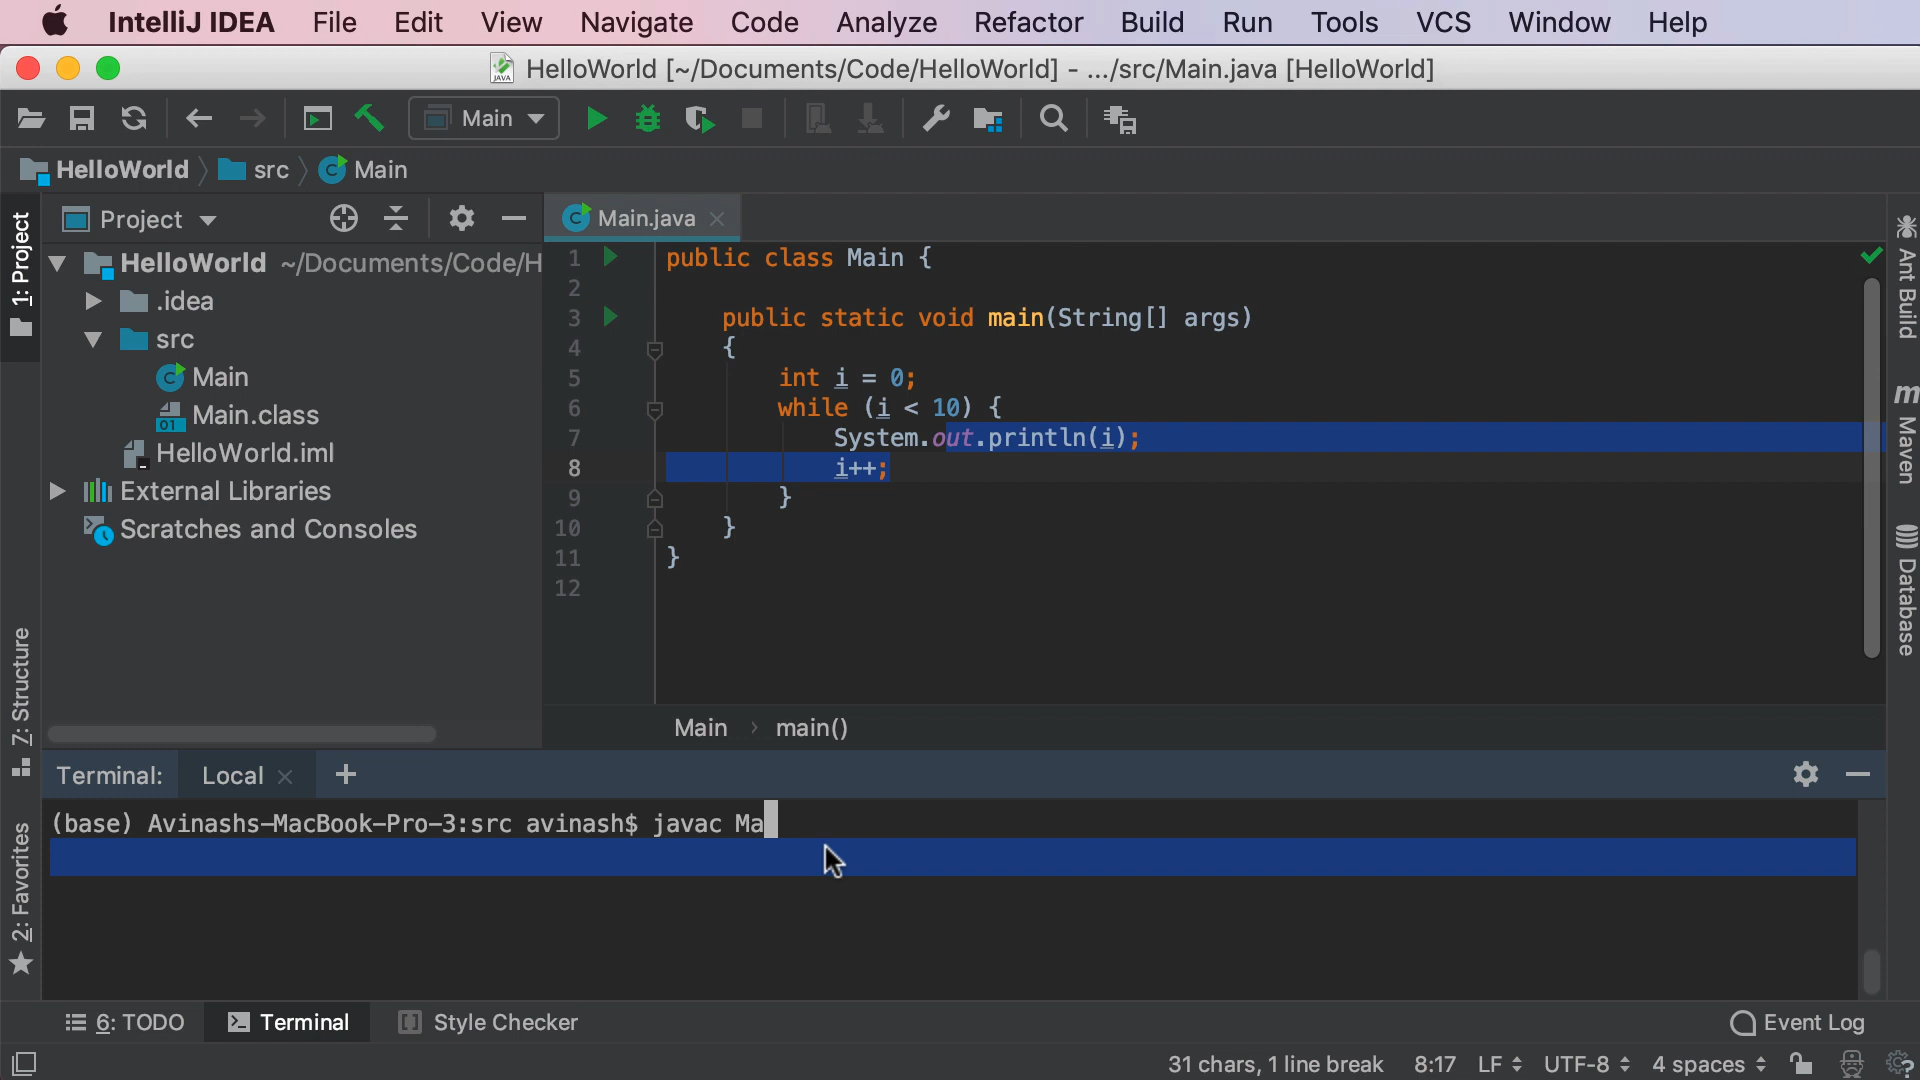 IntelliJ IDEA File Edit View Navigate Code Analyze Refactor Build Run Tools VCS Window Help
JAVA HelloWorld [~/Documents/Code/HelloWorld] - .../src/Main.java [HelloWorld]
Main
HelloWorld src C Main
1: Project
Project
HelloWorld ~/Documents/Code/H
.idea
src
C Main
01 Main.class
HelloWorld.iml
External Libraries
Scratches and Consoles
Z: Structure
2: Favorites
C Main.java
1 public class Main {
2
3 public static void main(String[] args)
4 {
5 int i = 0;
6 while (i < 10) {
7 System.out.println(i);
8 i++;
9 }
10 }
11 }
12
Main › main()
Ant Build
m Maven
Database
Terminal: Local +
(base) Avinashs-MacBook-Pro-3:src avinash$ javac Ma
6: TODO Terminal Style Checker Event Log
31 chars, 1 line break 8:17 LF UTF-8 4 spaces